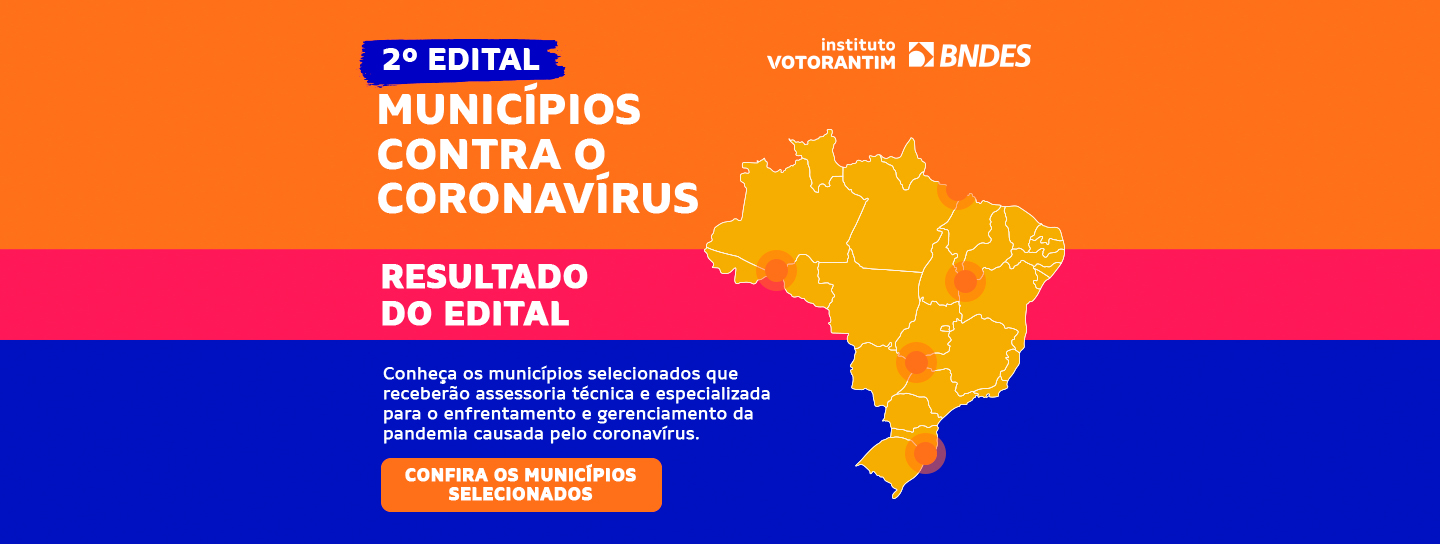 2º EDITAL
MUNICÍPIOS
CONTRA O
CORONAVÍRUS
instituto
VOTORANTIM
BNDES
RESULTADO
DO EDITAL
Conheça os municípios selecionados que
receberão assessoria técnica e especializada
para o enfrentamento e gerenciamento da
pandemia causada pelo coronavírus.
CONFIRA OS MUNICÍPIOS
SELECIONADOS